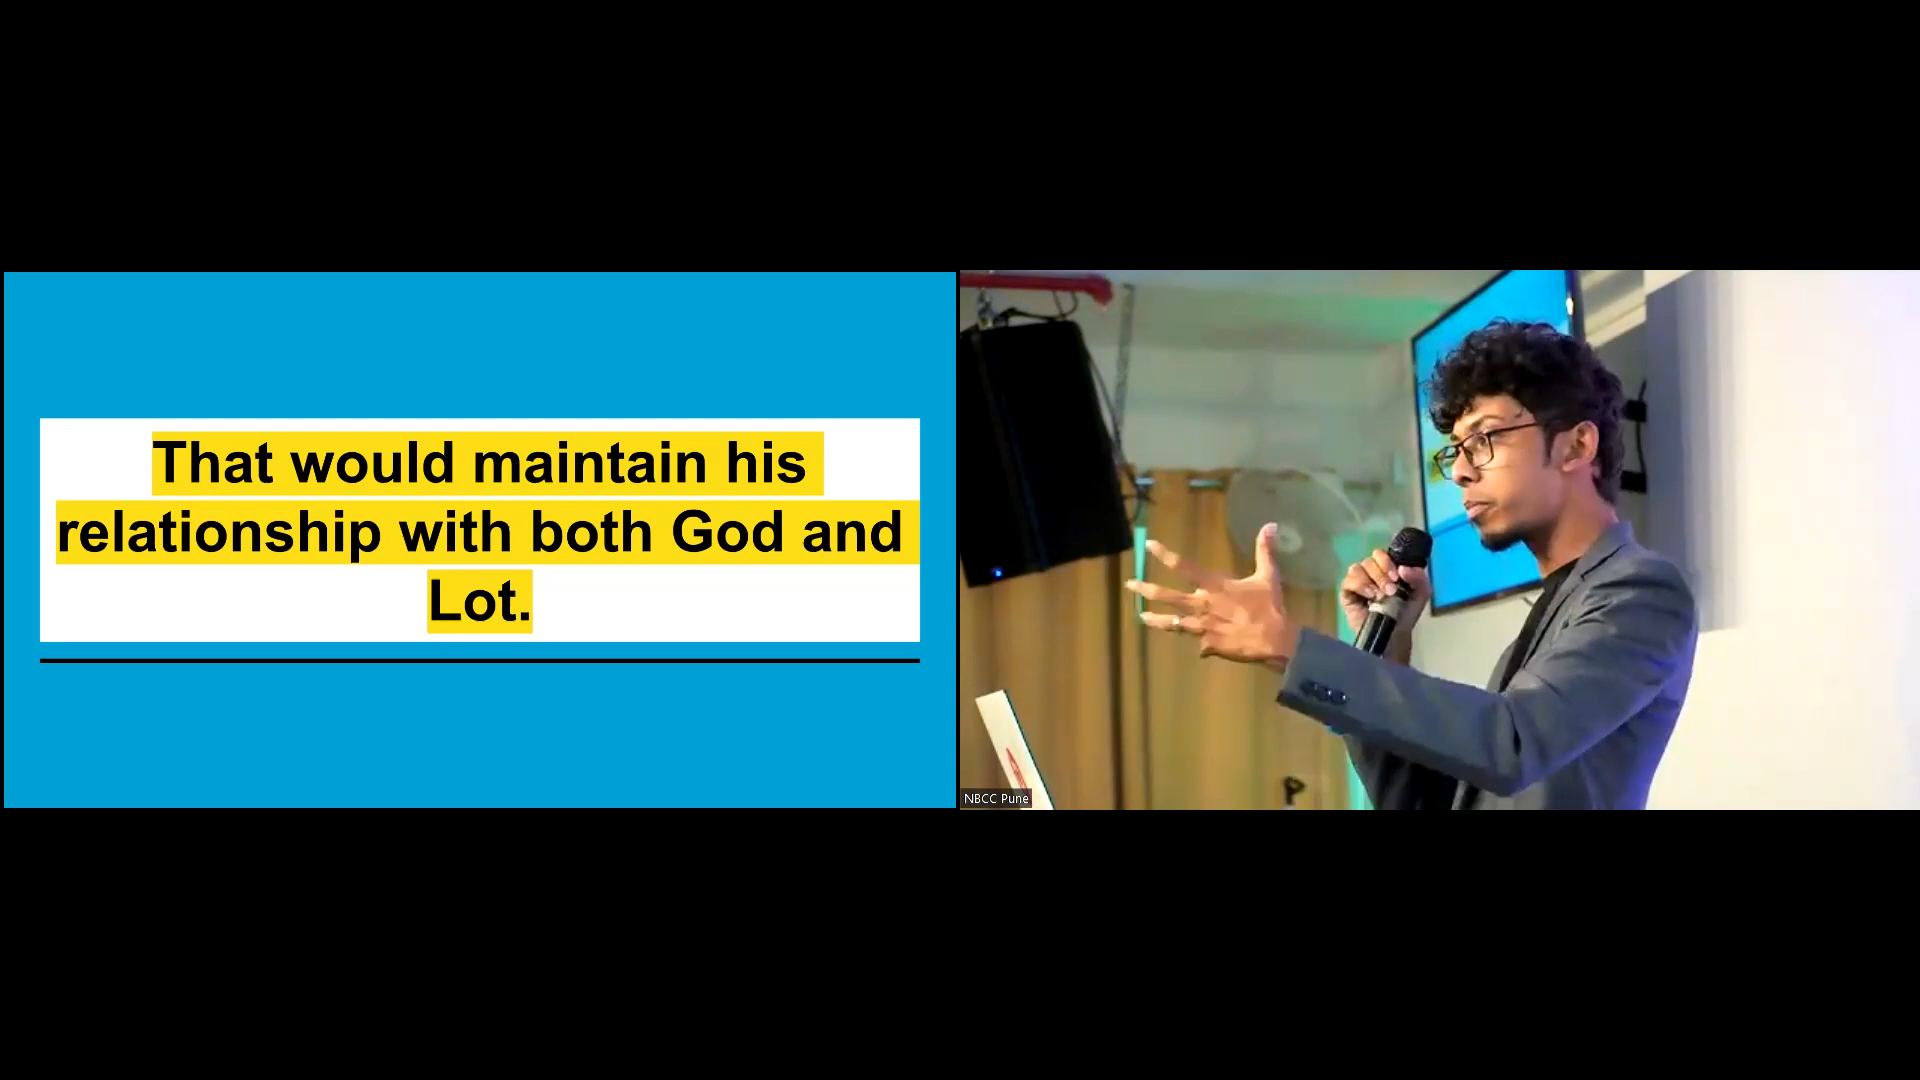 That would maintain his
relationship with both God and
Lot.
NBCC Pune